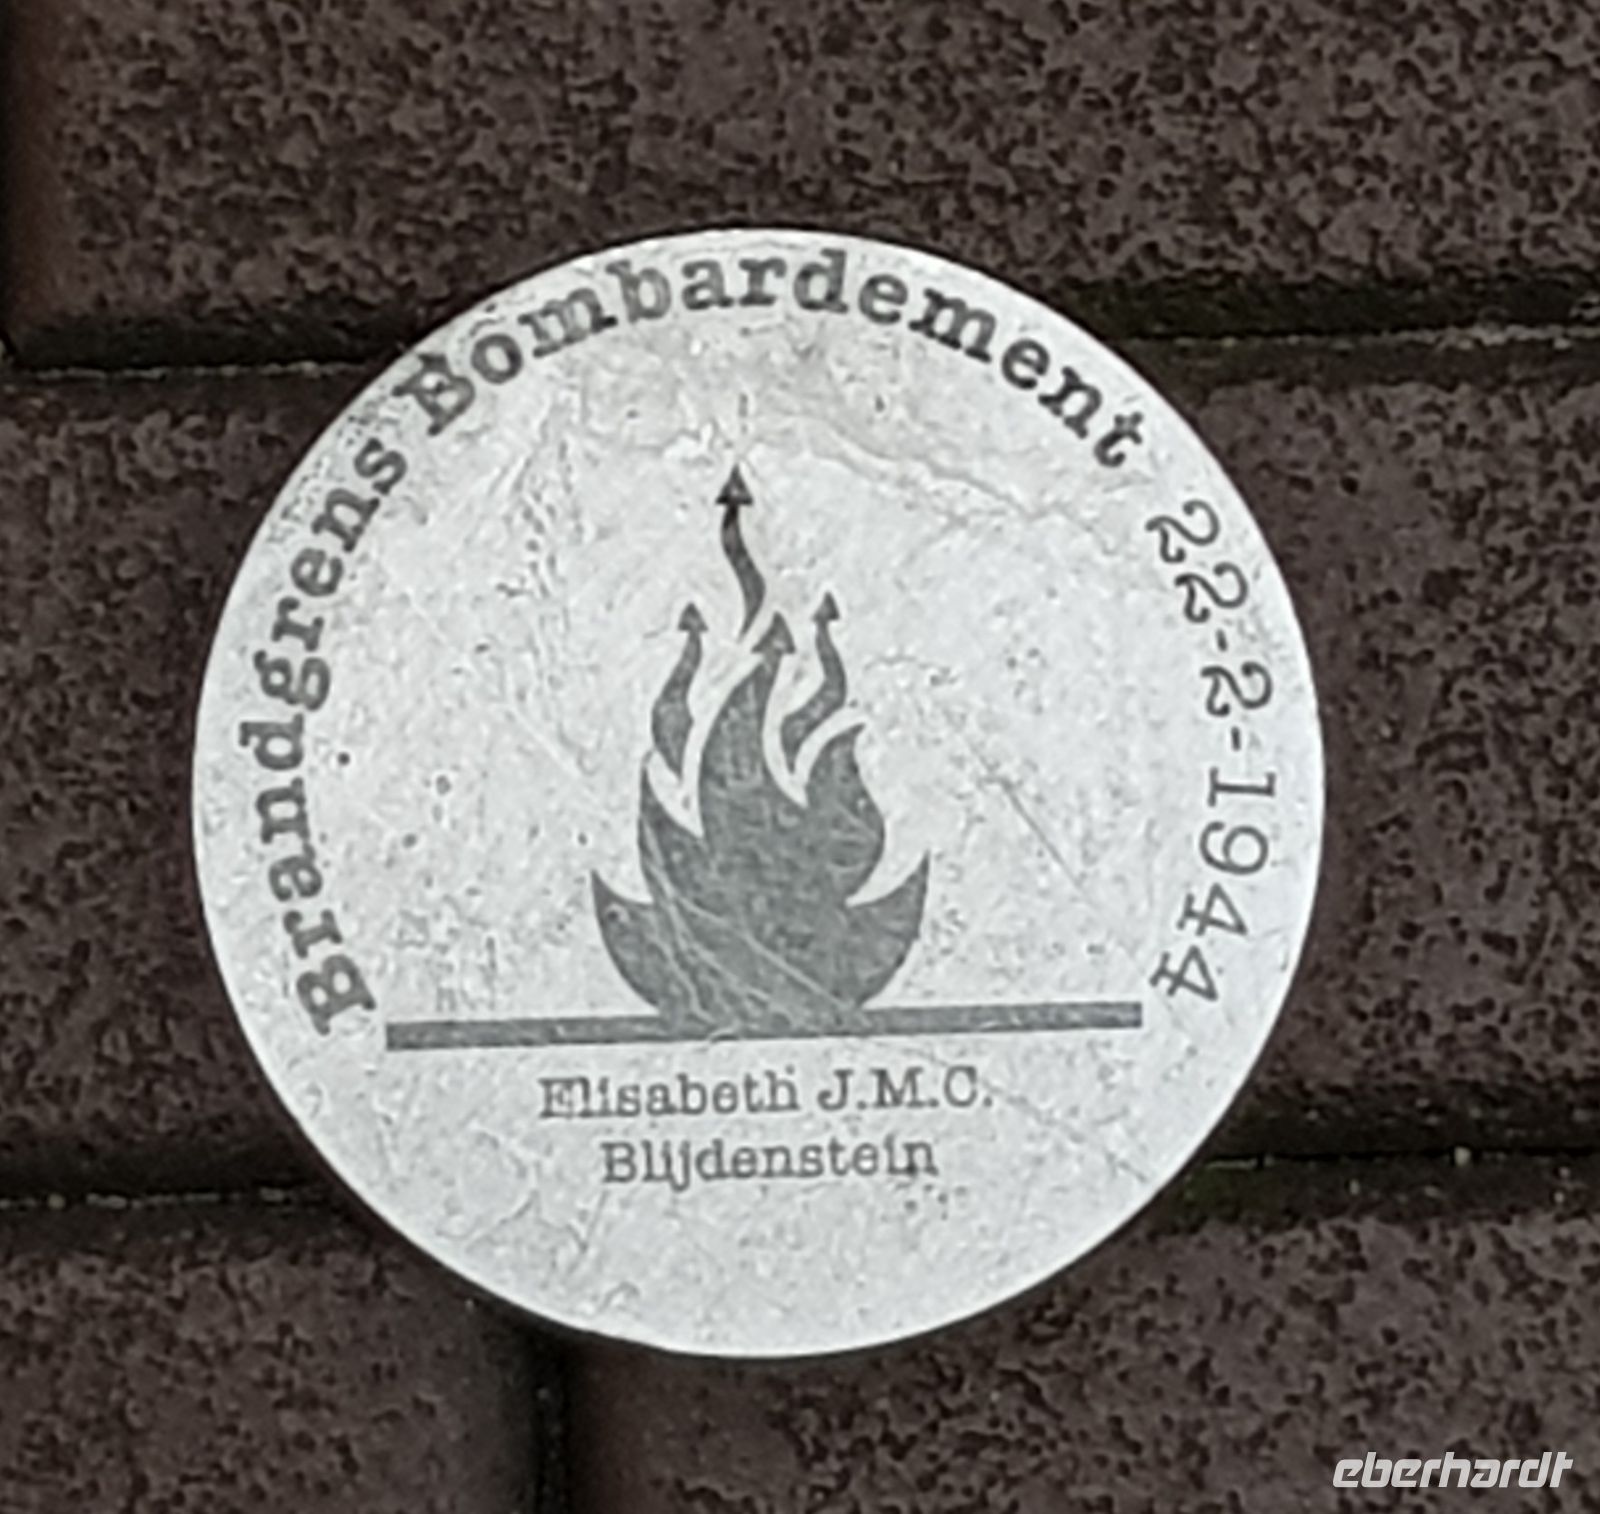 Brandgrens Bombardement 22-2-1944
Elisabeth J.M.C.
Blijdenstein
eberhardt